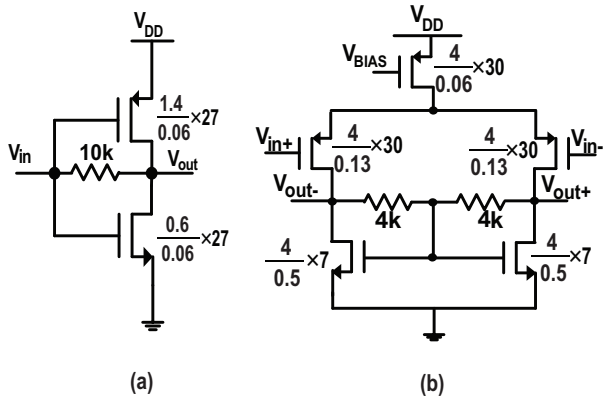 V_DD
1.4/0.06 ×27
V_in
10k
V_out
0.6/0.06 ×27
(a)
V_DD
V_BIAS
4/0.06 ×30
V_in+
4/0.13 ×30
4/0.13 ×30
V_in-
V_out-
4k
4k
V_out+
4/0.5 ×7
4/0.5 ×7
(b)